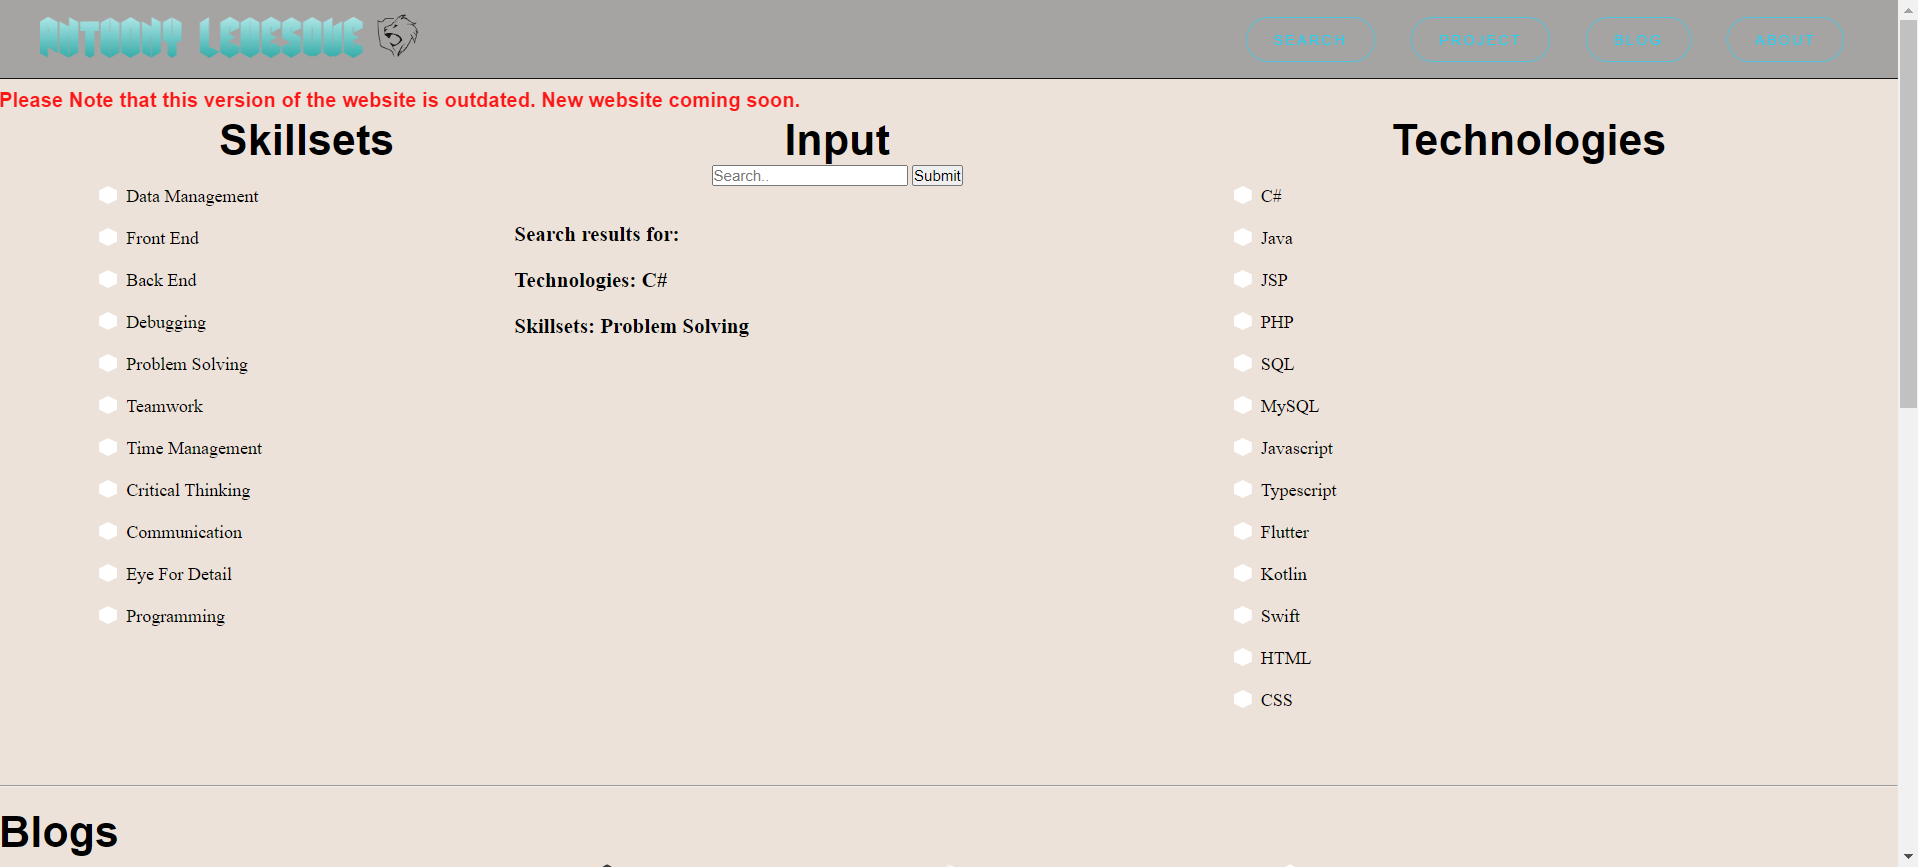 ANTHONY LEVESQUE
SEARCH
PROJECT
BLOG
ABOUT
Please Note that this version of the website is outdated. New website coming soon.
Skillsets
Data Management
Front End
Back End
Debugging
Problem Solving
Teamwork
Time Management
Critical Thinking
Communication
Eye For Detail
Programming
Input
Search..
Submit
Search results for:
Technologies: C#
Skillsets: Problem Solving
Technologies
C#
Java
JSP
PHP
SQL
MySQL
Javascript
Typescript
Flutter
Kotlin
Swift
HTML
CSS
Blogs